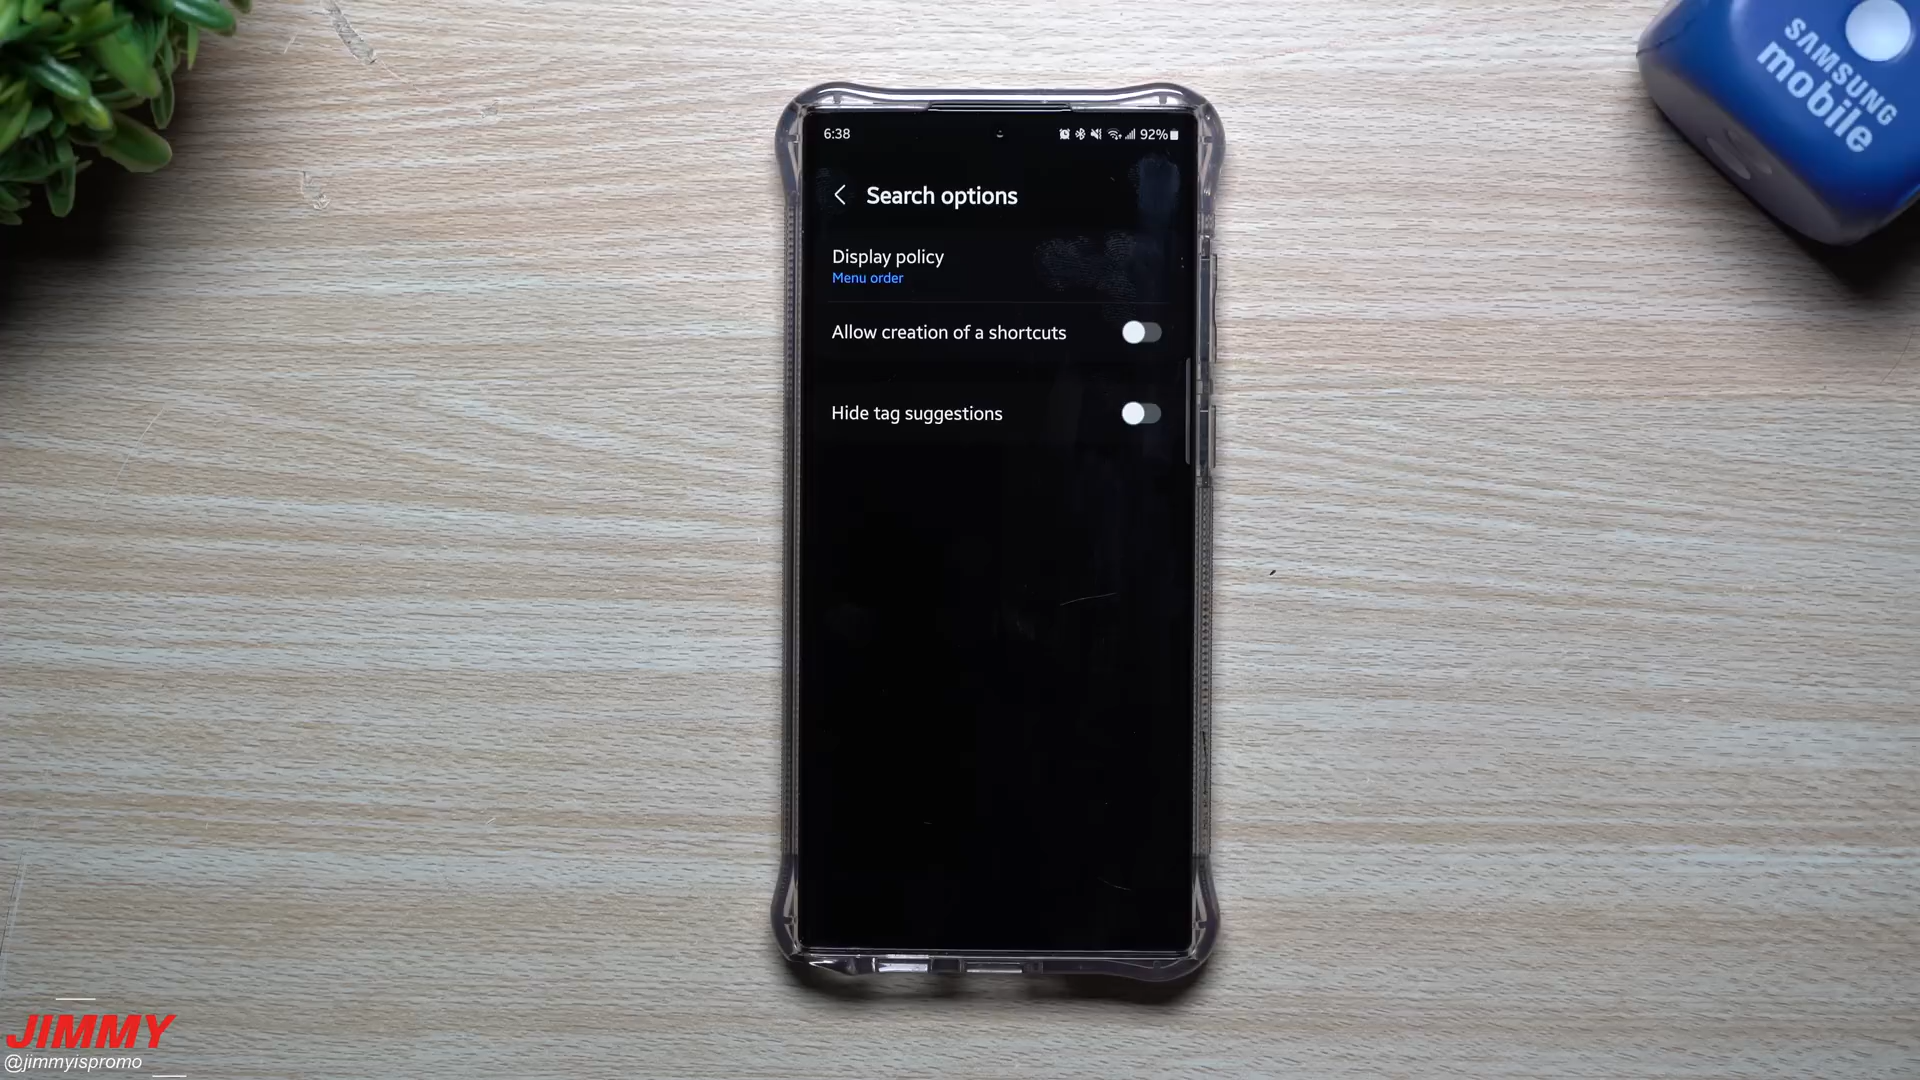 SAMSUNG
mobile
6:38
92%
Search options
Display policy
Menu order
Allow creation of a shortcuts
Hide tag suggestions
JIMMY
@jimmyispromo